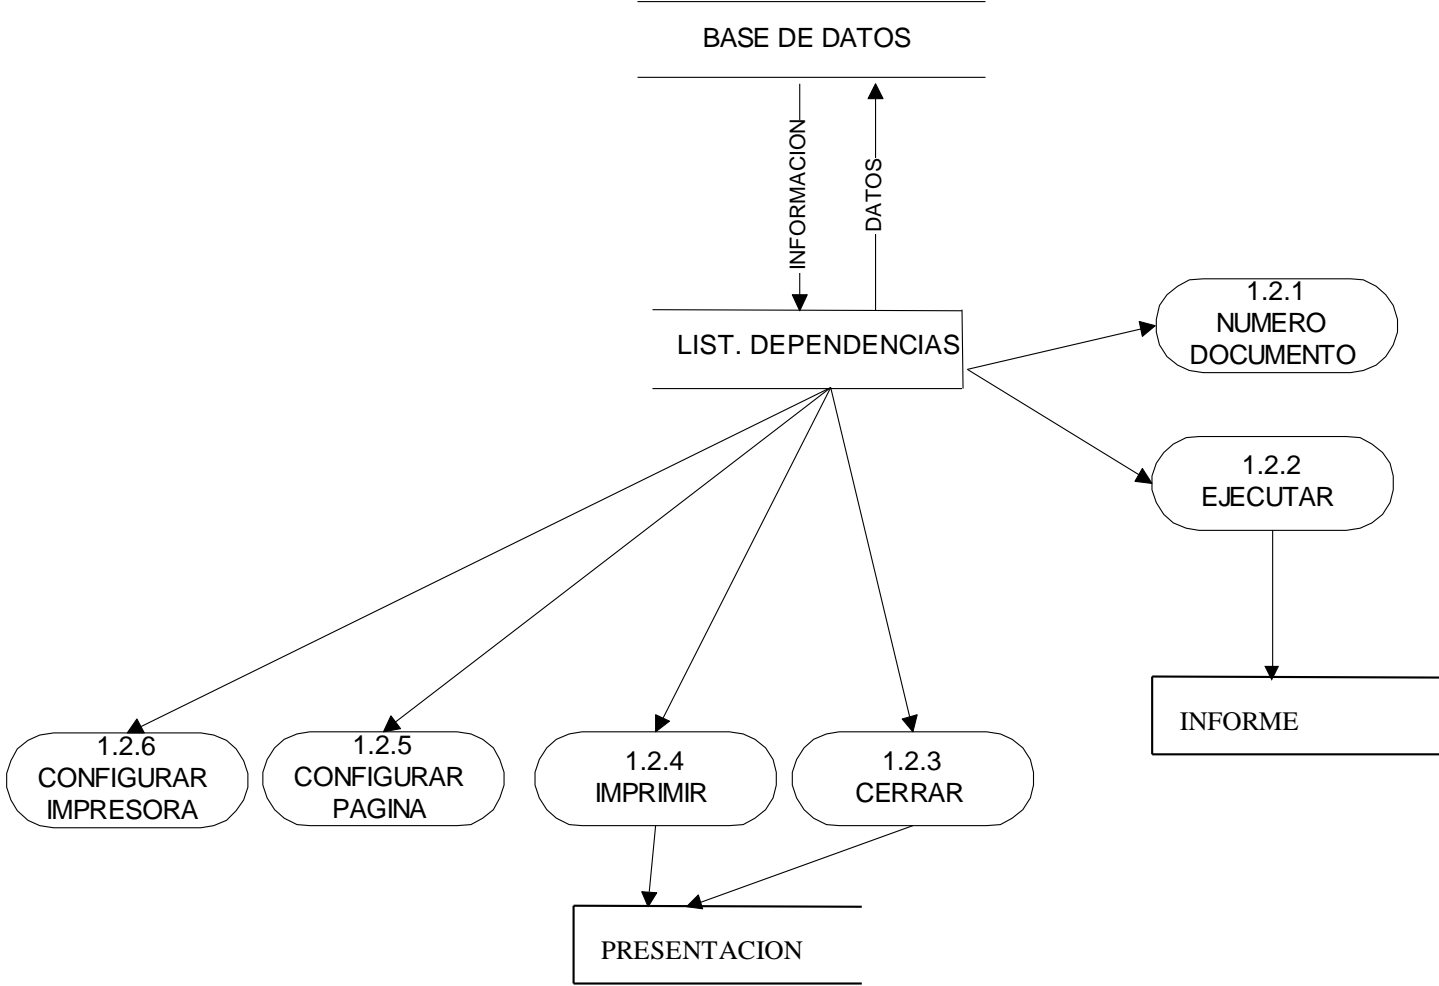 BASE DE DATOS
INFORMACION
DATOS
LIST. DEPENDENCIAS
1.2.1
NUMERO
DOCUMENTO
1.2.2
EJECUTAR
INFORME
1.2.6
CONFIGURAR
IMPRESORA
1.2.5
CONFIGURAR
PAGINA
1.2.4
IMPRIMIR
1.2.3
CERRAR
PRESENTACION